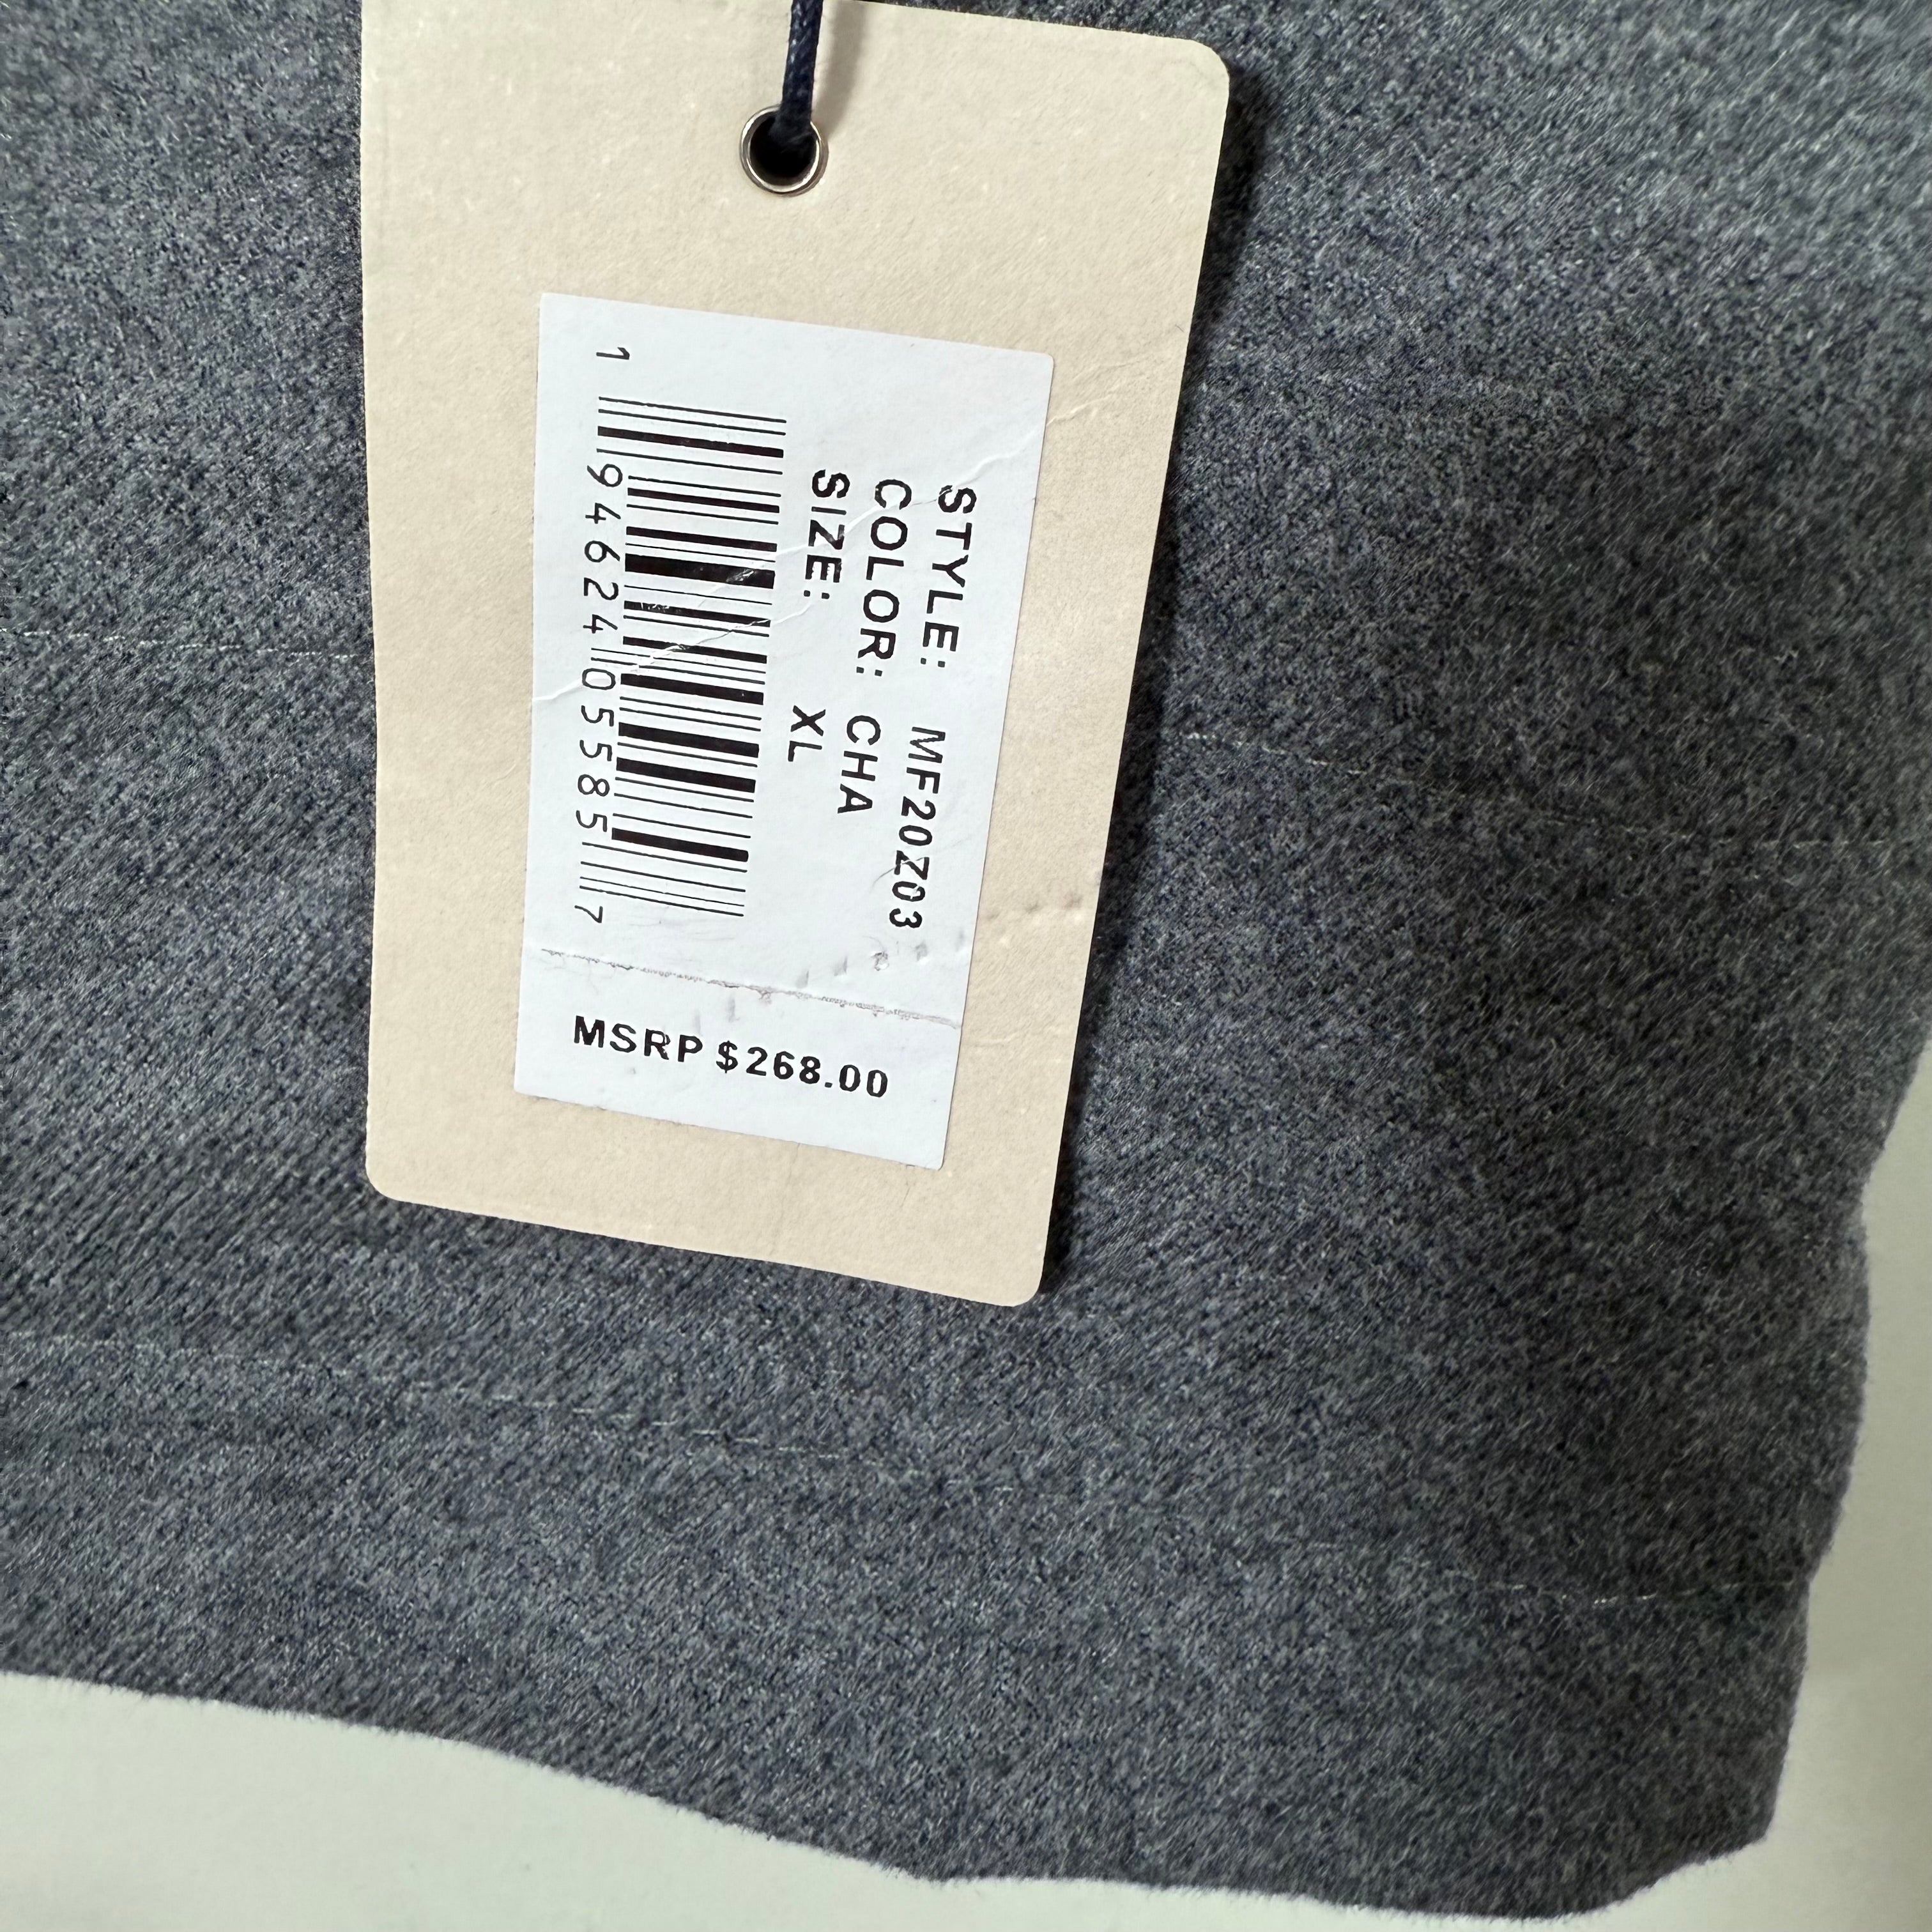 STYLE: MF20Z03
COLOR: CHA
SIZE: XL
1 94624 05585 7
MSRP $268.00